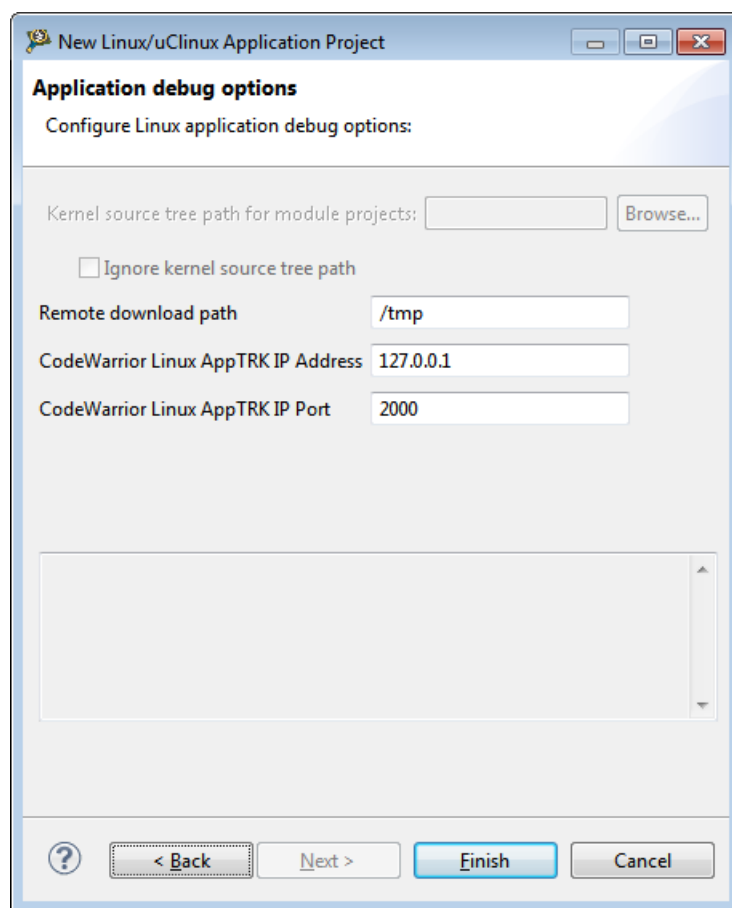 New Linux/uClinux Application Project
Application debug options
Configure Linux application debug options:
Kernel source tree path for module projects: Browse...
Ignore kernel source tree path
Remote download path /tmp
CodeWarrior Linux AppTRK IP Address 127.0.0.1
CodeWarrior Linux AppTRK IP Port 2000
? < Back Next > Finish Cancel